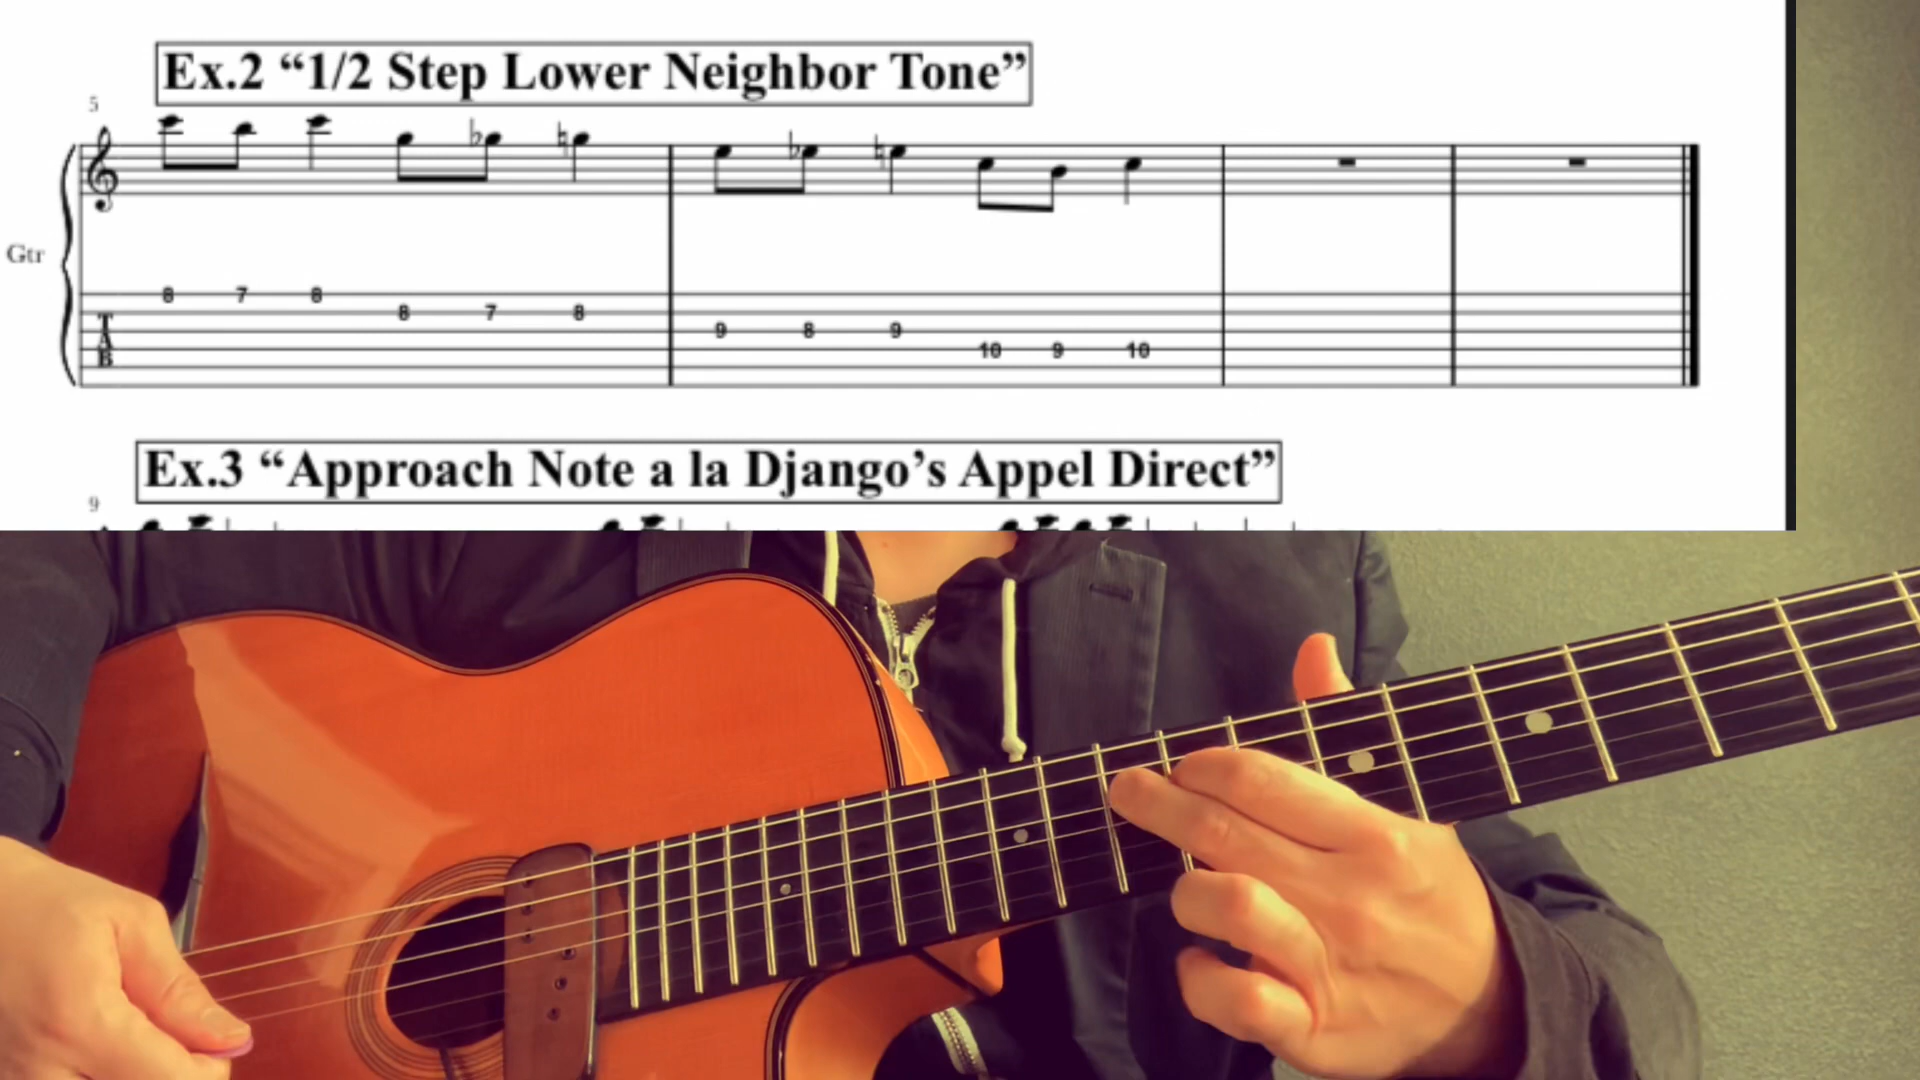 Ex.2 “1/2 Step Lower Neighbor Tone”
5
Gtr
8 7 8 8 7 8 9 8 9 10 9 10
T
A
B
Ex.3 “Approach Note a la Django’s Appel Direct”
9